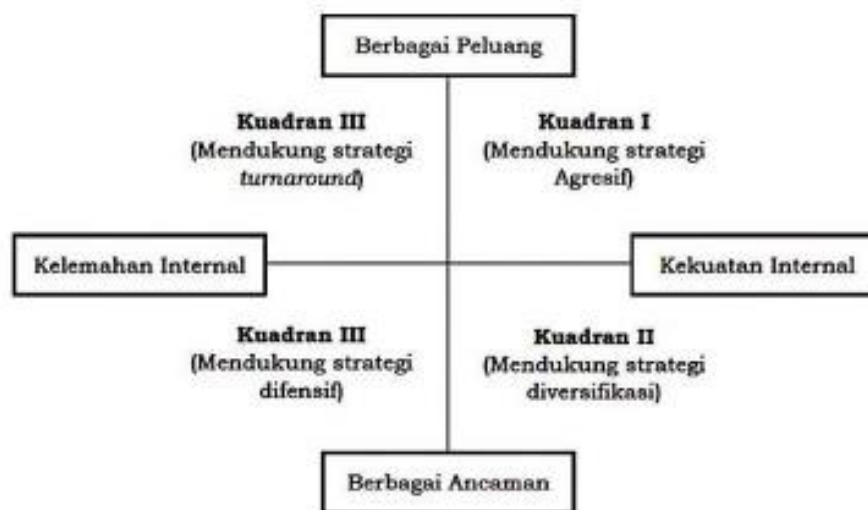 Berbagai Peluang
Kuadran III
(Mendukung strategi
turnaround)
Kuadran I
(Mendukung strategi
Agresif)
Kelemahan Internal
Kekuatan Internal
Kuadran III
(Mendukung strategi
difensif)
Kuadran II
(Mendukung strategi
diversifikasi)
Berbagai Ancaman